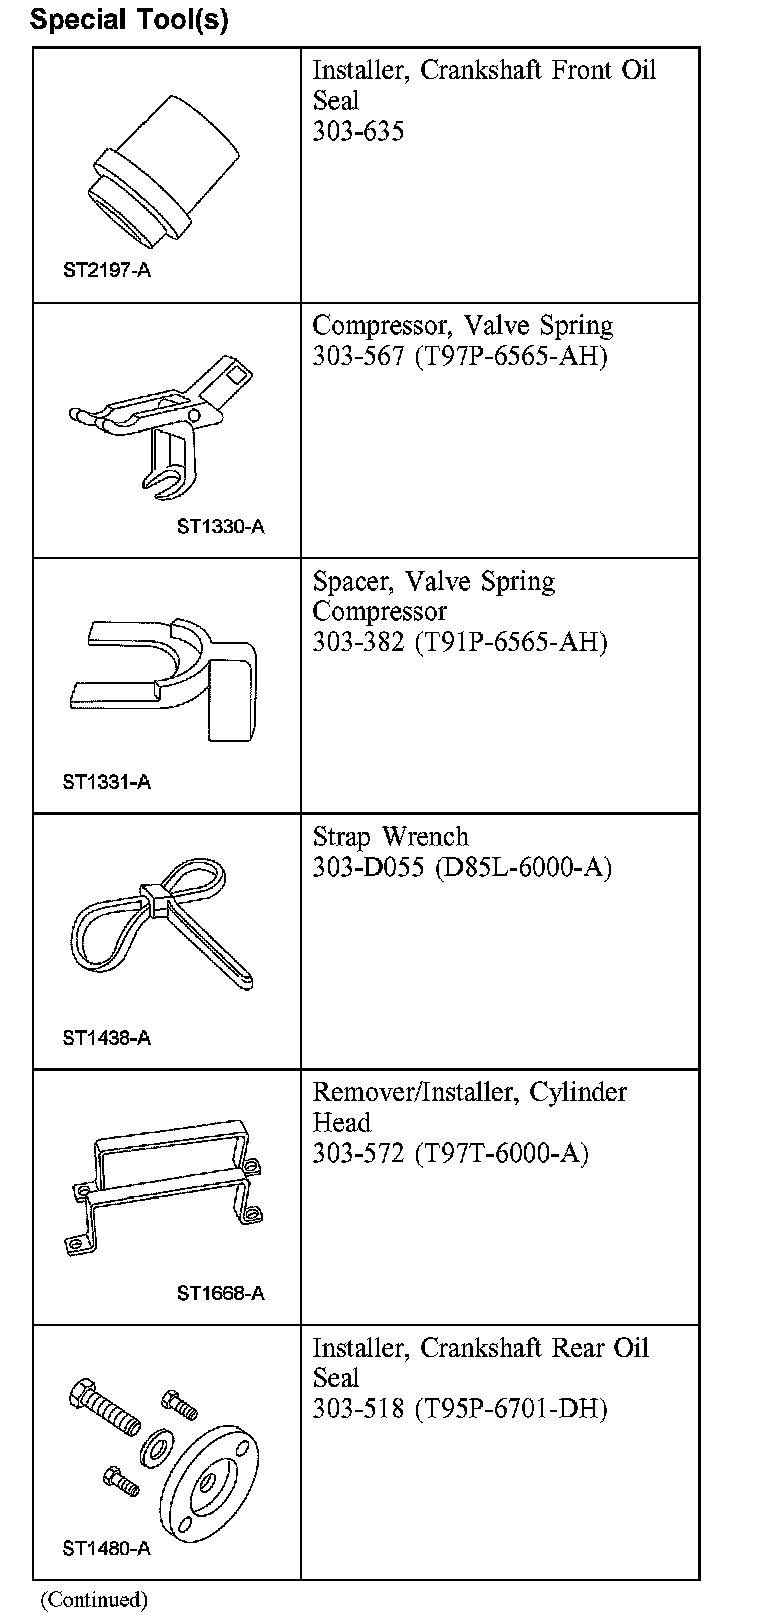 Special Tool(s)
Installer, Crankshaft Front Oil
Seal
303-635
ST2197-A
Compressor, Valve Spring
303-567 (T97P-6565-AH)
ST1330-A
Spacer, Valve Spring
Compressor
303-382 (T91P-6565-AH)
ST1331-A
Strap Wrench
303-D055 (D85L-6000-A)
ST1438-A
Remover/Installer, Cylinder
Head
303-572 (T97T-6000-A)
ST1668-A
Installer, Crankshaft Rear Oil
Seal
303-518 (T95P-6701-DH)
ST1480-A
(Continued)